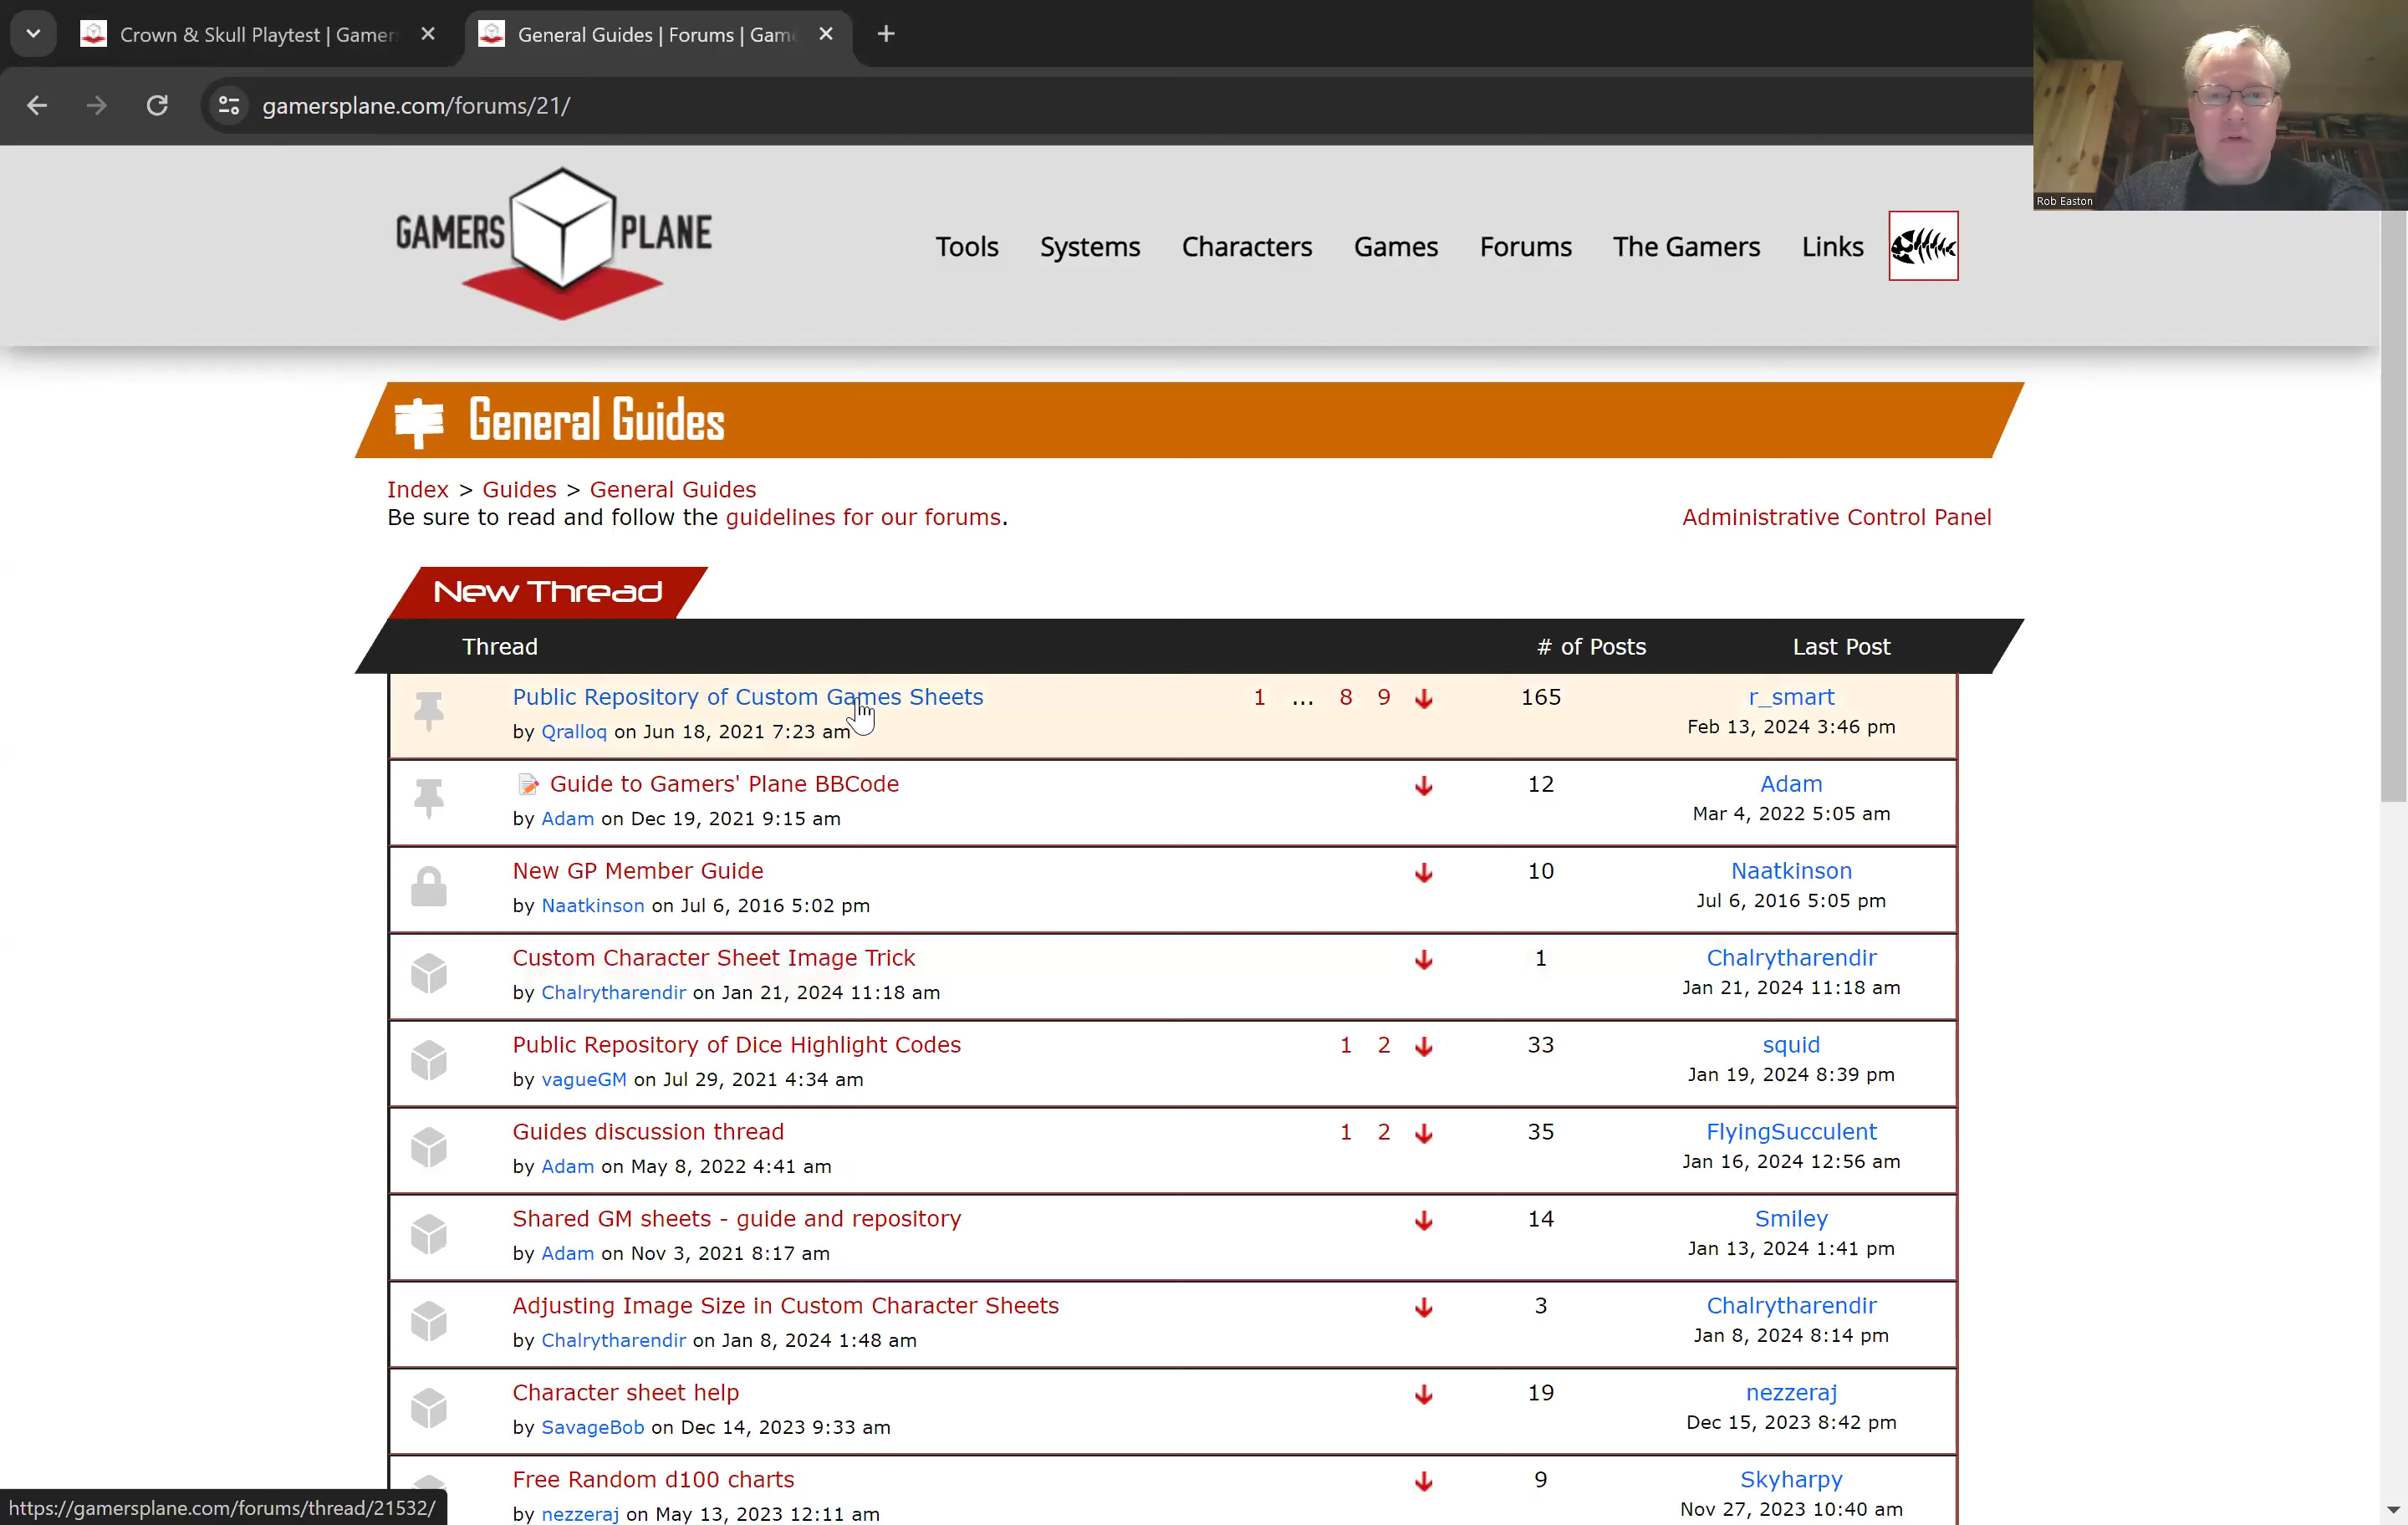 Crown & Skull Playtest | Gamer
General Guides | Forums | Gam
gamersplane.com/forums/21/
Rob Easton
GAMERS PLANE
Tools Systems Characters Games Forums The Gamers Links
General Guides
Index > Guides > General Guides
Be sure to read and follow the guidelines for our forums.
Administrative Control Panel
New Thread
Thread # of Posts Last Post
Public Repository of Custom Games Sheets 1 ... 8 9 165 r_smart
by Qralloq on Jun 18, 2021 7:23 am Feb 13, 2024 3:46 pm
Guide to Gamers' Plane BBCode 12 Adam
by Adam on Dec 19, 2021 9:15 am Mar 4, 2022 5:05 am
New GP Member Guide 10 Naatkinson
by Naatkinson on Jul 6, 2016 5:02 pm Jul 6, 2016 5:05 pm
Custom Character Sheet Image Trick 1 Chalrytharendir
by Chalrytharendir on Jan 21, 2024 11:18 am Jan 21, 2024 11:18 am
Public Repository of Dice Highlight Codes 1 2 33 squid
by vagueGM on Jul 29, 2021 4:34 am Jan 19, 2024 8:39 pm
Guides discussion thread 1 2 35 FlyingSucculent
by Adam on May 8, 2022 4:41 am Jan 16, 2024 12:56 am
Shared GM sheets - guide and repository 14 Smiley
by Adam on Nov 3, 2021 8:17 am Jan 13, 2024 1:41 pm
Adjusting Image Size in Custom Character Sheets 3 Chalrytharendir
by Chalrytharendir on Jan 8, 2024 1:48 am Jan 8, 2024 8:14 pm
Character sheet help 19 nezzeraj
by SavageBob on Dec 14, 2023 9:33 am Dec 15, 2023 8:42 pm
Free Random d100 charts 9 Skyharpy
by nezzeraj on May 13, 2023 12:11 am Nov 27, 2023 10:40 am
https://gamersplane.com/forums/thread/21532/